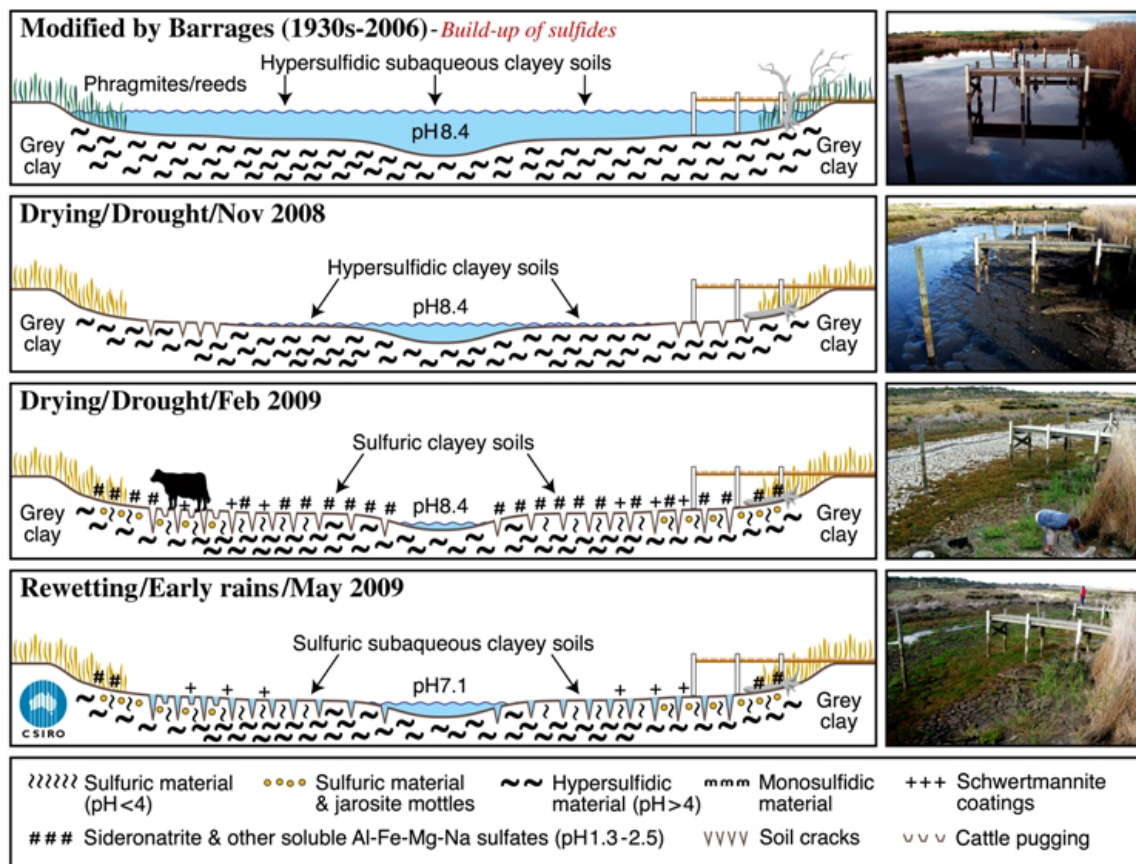 Modified by Barrages (1930s-2006) - Build-up of sulfides
Hypersulfidic subaqueous clayey soils
Phragmites/reeds
pH8.4
Grey clay
Grey clay
Drying/Drought/Nov 2008
Hypersulfidic clayey soils
pH8.4
Grey clay
Grey clay
Drying/Drought/Feb 2009
Sulfuric clayey soils
pH8.4
Grey clay
Grey clay
Rewetting/Early rains/May 2009
Sulfuric subaqueous clayey soils
pH7.1
CSIRO
Grey clay
Sulfuric material (pH<4)
Sulfuric material & jarosite mottles
Hypersulfidic material (pH>4)
Monosulfidic material
+++ Schwertmannite coatings
### Sideronatrite & other soluble Al-Fe-Mg-Na sulfates (pH1.3-2.5)
Soil cracks
Cattle pugging